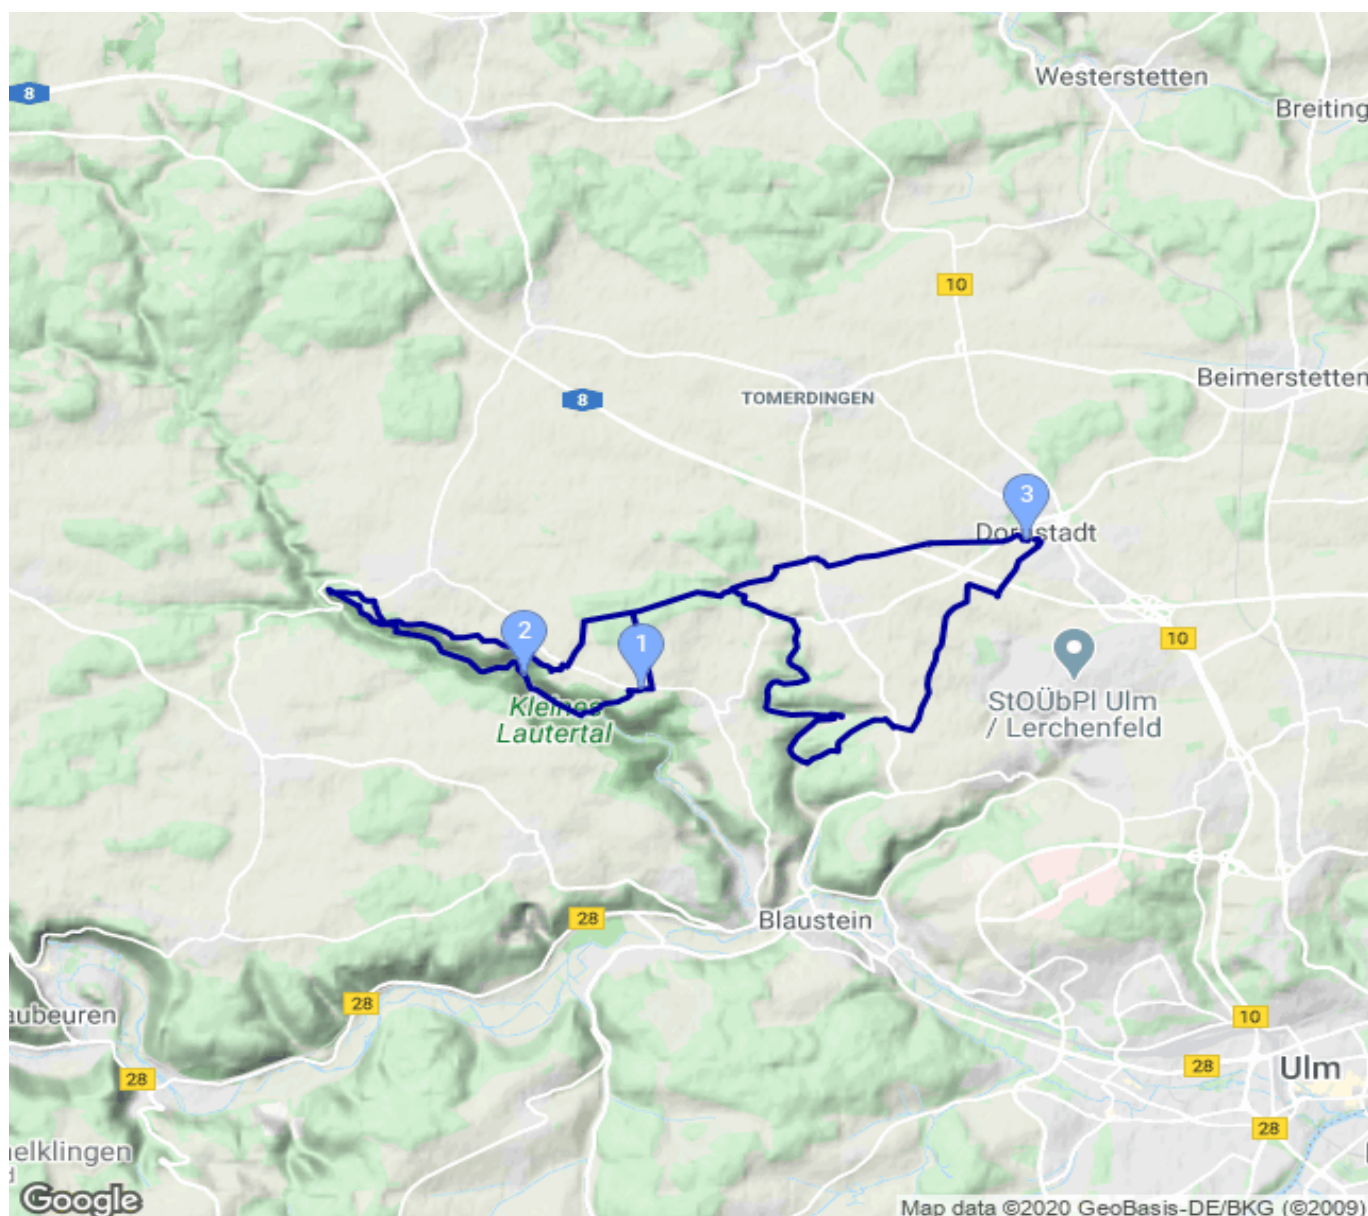 Westerstetten
8
Breiting
10
Beimerstetten
TOMERDINGEN
8
3
Dornstadt
2
1
10
StOÜbPl Ulm
/ Lerchenfeld
Kleines
Lautertal
28
Blaustein
28
aubeuren
10
28
28
Ulm
28
nelklingen
Google
Map data ©2020 GeoBasis-DE/BKG (©2009)